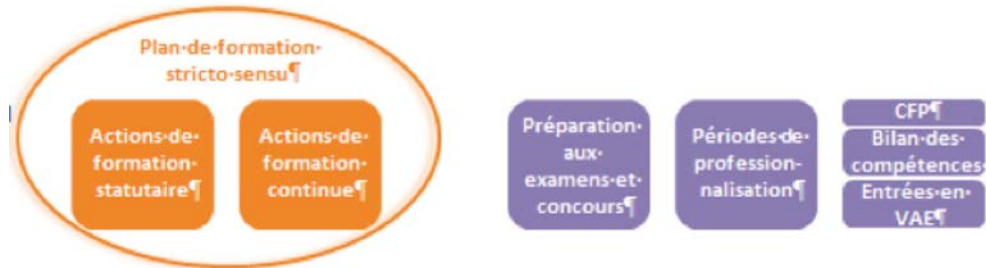 Plan·de·formation·
stricto·sensu¶
Actions·de·
formation·
statutaire¶
Actions·de·
formation·
continue¶
Préparation·
aux·
examens·et·
concours¶
Périodes·de·
profession-
nalisation¶
CFP¶
Bilan·des·
compétences·
Entrées·en·
VAE¶